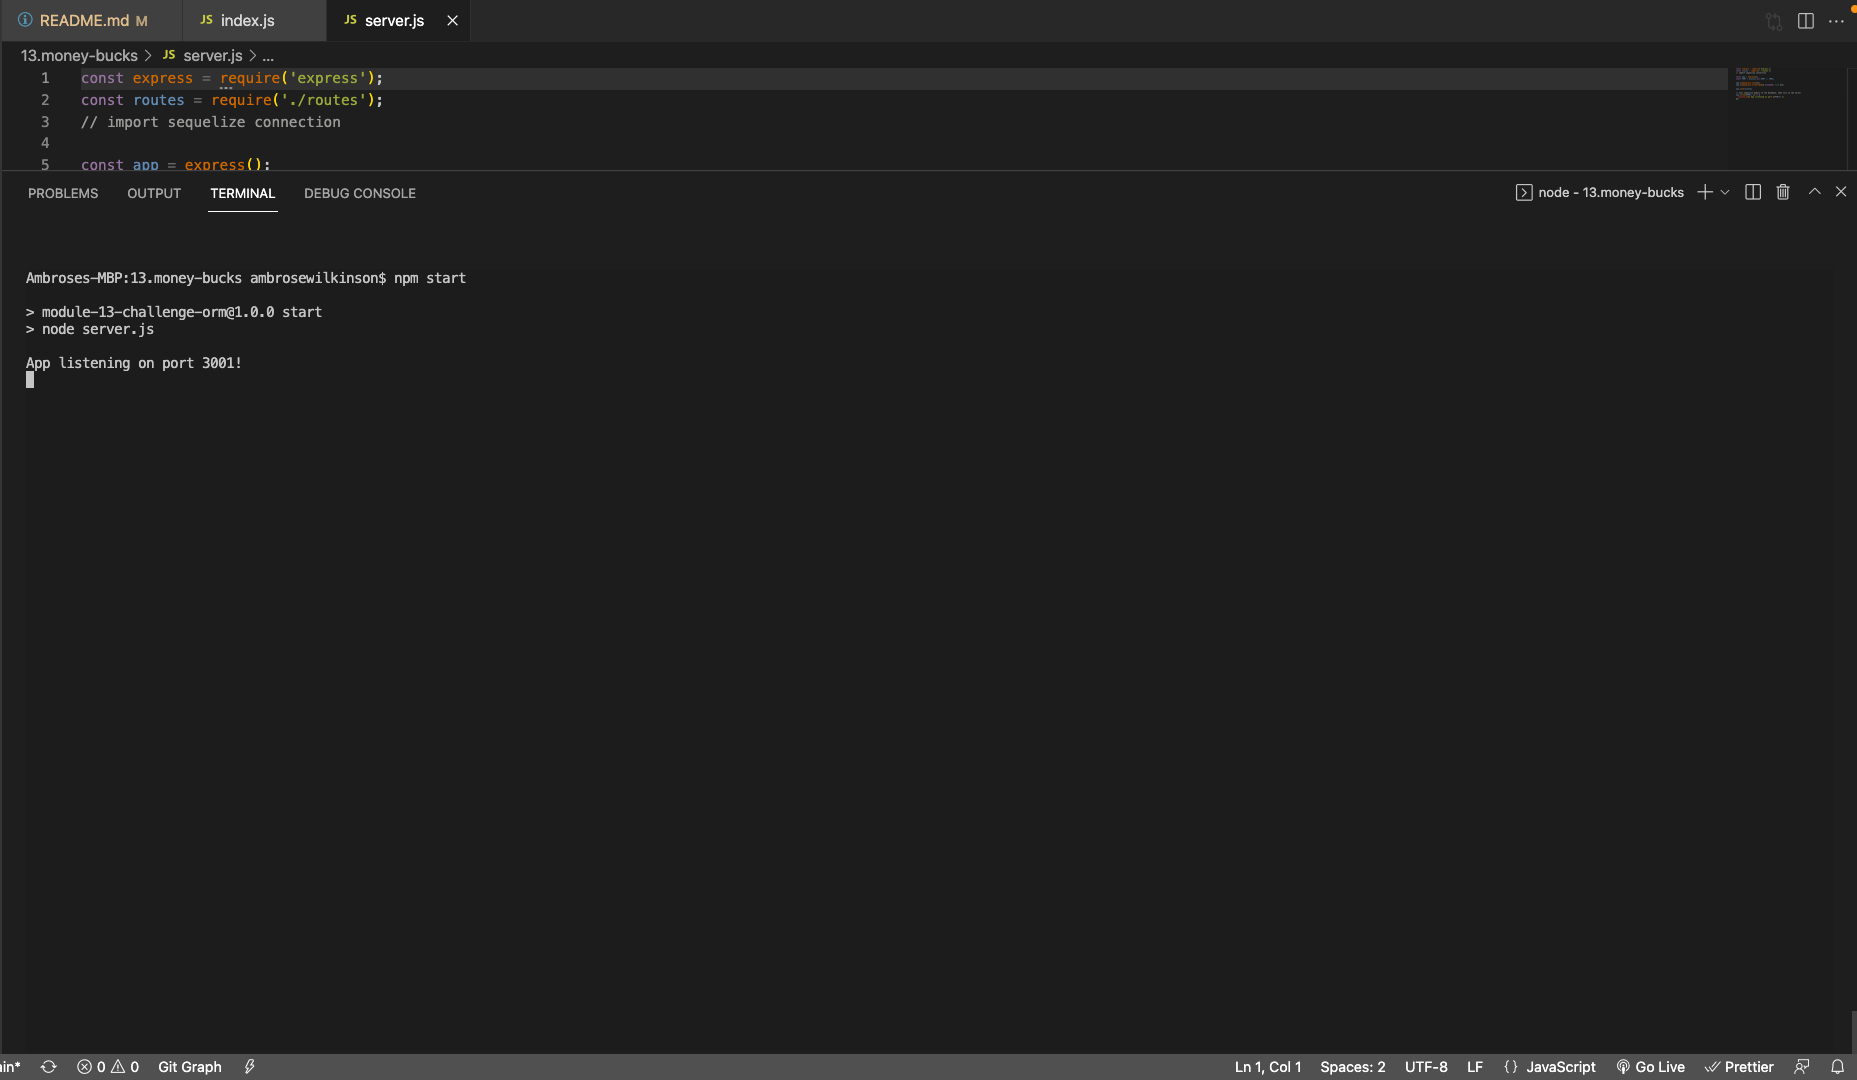 README.md M JS index.js JS server.js
13.money-bucks > JS server.js > ...
1 const express = require('express');
2 const routes = require('./routes');
3 // import sequelize connection
4
5 const app = express();
PROBLEMS OUTPUT TERMINAL DEBUG CONSOLE node - 13.money-bucks
Ambroses-MBP:13.money-bucks ambrosewilkinson$ npm start
> module-13-challenge-orm@1.0.0 start
> node server.js
App listening on port 3001!
ain* 0 0 Git Graph Ln 1, Col 1 Spaces: 2 UTF-8 LF {} JavaScript Go Live Prettier